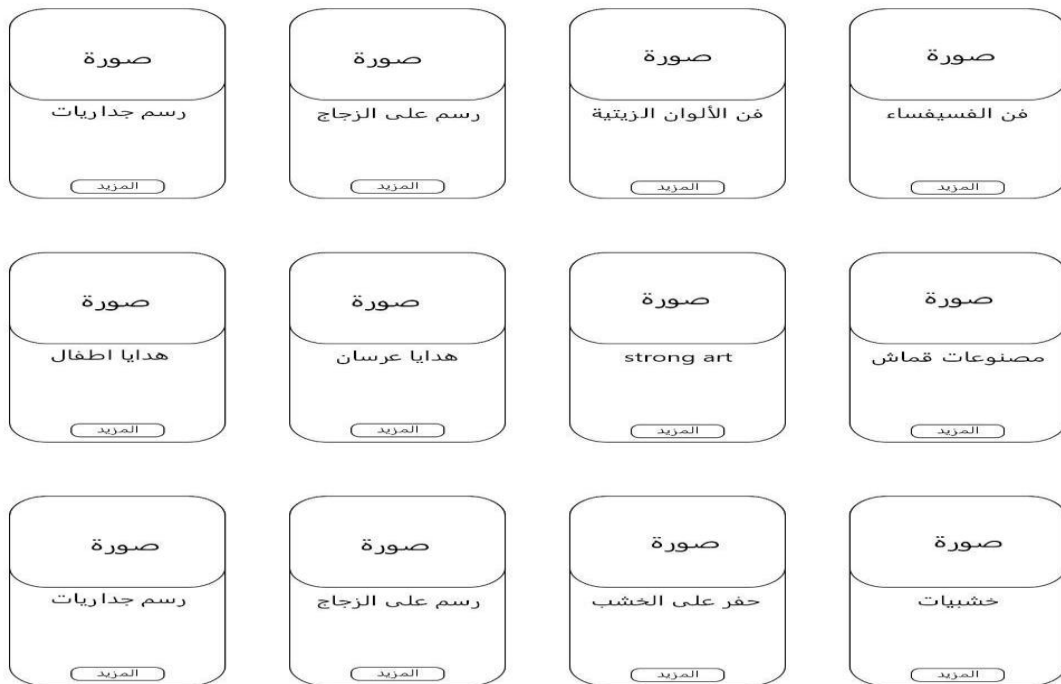 صورة
فن الفسيفساء
المزيد
صورة
فن الألوان الزيتية
المزيد
صورة
رسم على الزجاج
المزيد
صورة
رسم جداريات
المزيد
صورة
مصنوعات قماش
المزيد
صورة
strong art
المزيد
صورة
هدايا عرسان
المزيد
صورة
هدايا اطفال
المزيد
صورة
خشبيات
المزيد
صورة
حفر على الخشب
المزيد
صورة
رسم على الزجاج
المزيد
صورة
رسم جداريات
المزيد